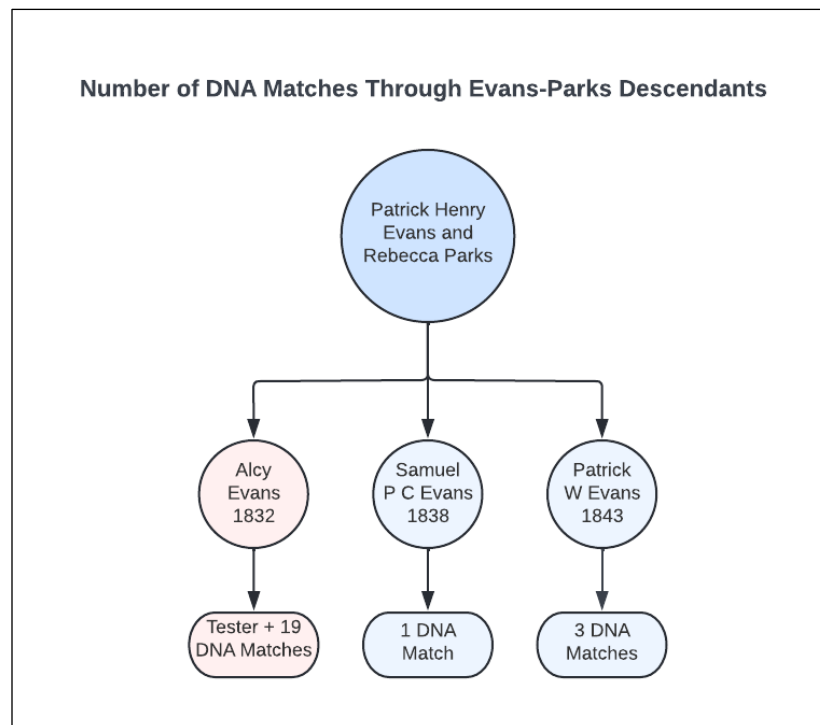 Number of DNA Matches Through Evans-Parks Descendants
Patrick Henry
Evans and
Rebecca Parks
Alcy
Evans
1832
Samuel
P C Evans
1838
Patrick
W Evans
1843
Tester + 19
DNA Matches
1 DNA
Match
3 DNA
Matches